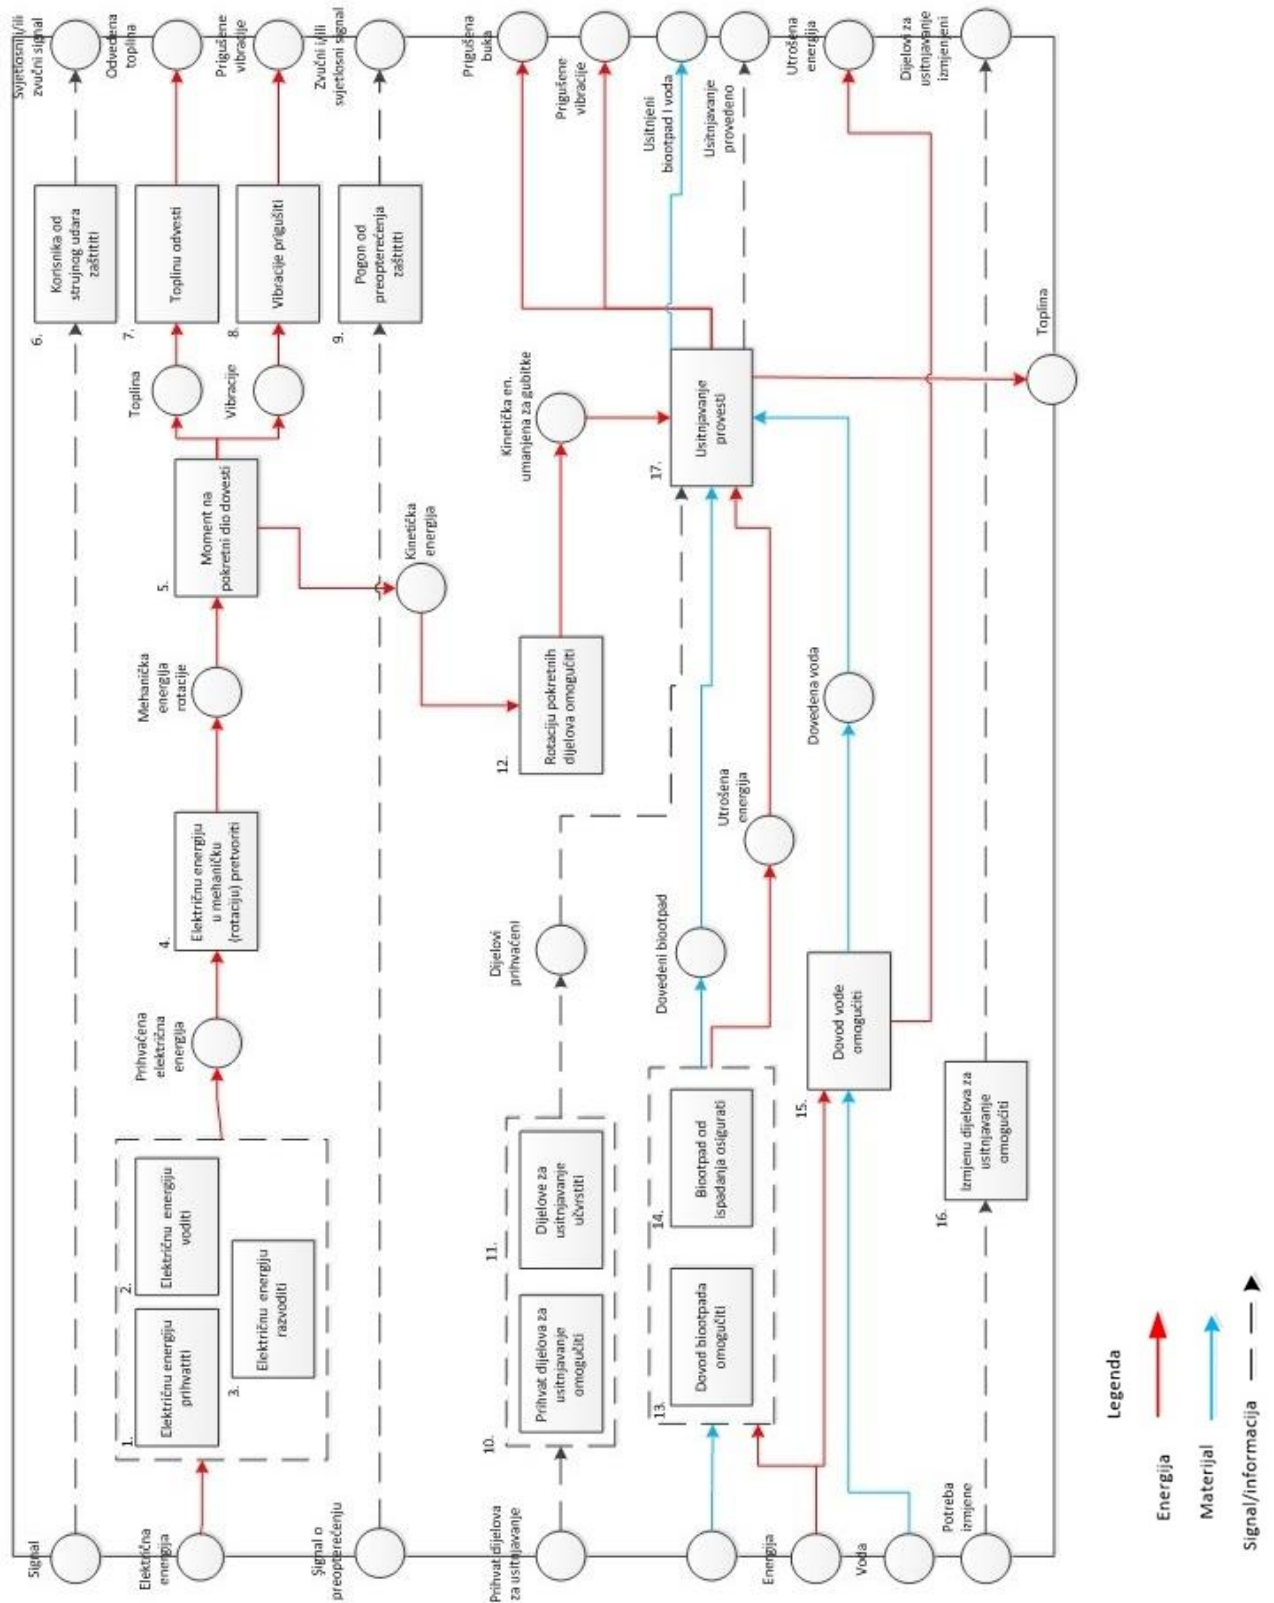 Signal
6.
Korisnika od
strujnog udara
zaštititi
Svjetlosni i/ili
zvučni signal
Električna
energija
1.
Električnu energiju
prihvatiti
2.
Električnu energiju
voditi
3.
Električnu energiju
razvoditi
Prihvaćena
električna
energija
4.
Električnu energiju
u mehaničku
(rotaciju) pretvoriti
Mehanička
energija
rotacije
5.
Moment na
pokretni dio dovesti
Toplina
7.
Toplinu odvesti
Odvedena
toplina
Vibracije
8.
Vibracije prigušiti
Prigušene
vibracije
Signal o
preopterećenju
9.
Pogon od
preopterećenja
zaštititi
Zvučni i/ili
svjetlosni signal
Kinetička
energija
12.
Rotaciju pokretnih
dijelova omogućiti
Kinetička en.
umanjena za gubitke
Prihvat dijelova
za usitnjavanje
10.
Prihvat dijelova za
usitnjavanje
omogučiti
11.
Dijelove za
usitnjavanje
učvrstiti
Dijelovi
prihvaćeni
13.
Dovod biootpada
omogučiti
14.
Biootpad od
ispadanja osigurati
Dovedeni biootpad
Utrošena
energija
17.
Usitnjavanje
provesti
Prigušena
buka
Prigušene
vibracije
Usitnjeni
biootpad I voda
Usitnjavanje
provedeno
Energija
Voda
15.
Dovod vode
omogućiti
Dovedena voda
Utrošena
energija
Potreba
izmjene
16.
Izmjenu dijelova za
usitnjavanje
omogućiti
Dijelovi za
usitnjavanje
izmjenjeni
Toplina
Legenda
Energija
Materijal
Signal/informacija